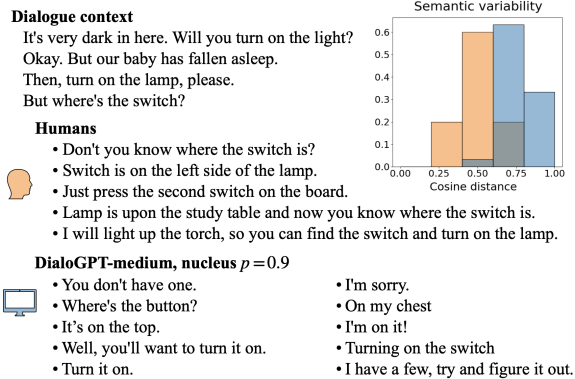 Dialogue context
It's very dark in here. Will you turn on the light?
Okay. But our baby has fallen asleep.
Then, turn on the lamp, please.
But where's the switch?
Semantic variability
0.6
0.5
0.4
0.3
0.2
0.1
0.0
0.00 0.25 0.50 0.75 1.00
Cosine distance
Humans
• Don't you know where the switch is?
• Switch is on the left side of the lamp.
• Just press the second switch on the board.
• Lamp is upon the study table and now you know where the switch is.
• I will light up the torch, so you can find the switch and turn on the lamp.
DialoGPT-medium, nucleus p=0.9
• You don't have one.
• Where's the button?
• It's on the top.
• Well, you'll want to turn it on.
• Turn it on.
• I'm sorry.
• On my chest
• I'm on it!
• Turning on the switch
• I have a few, try and figure it out.